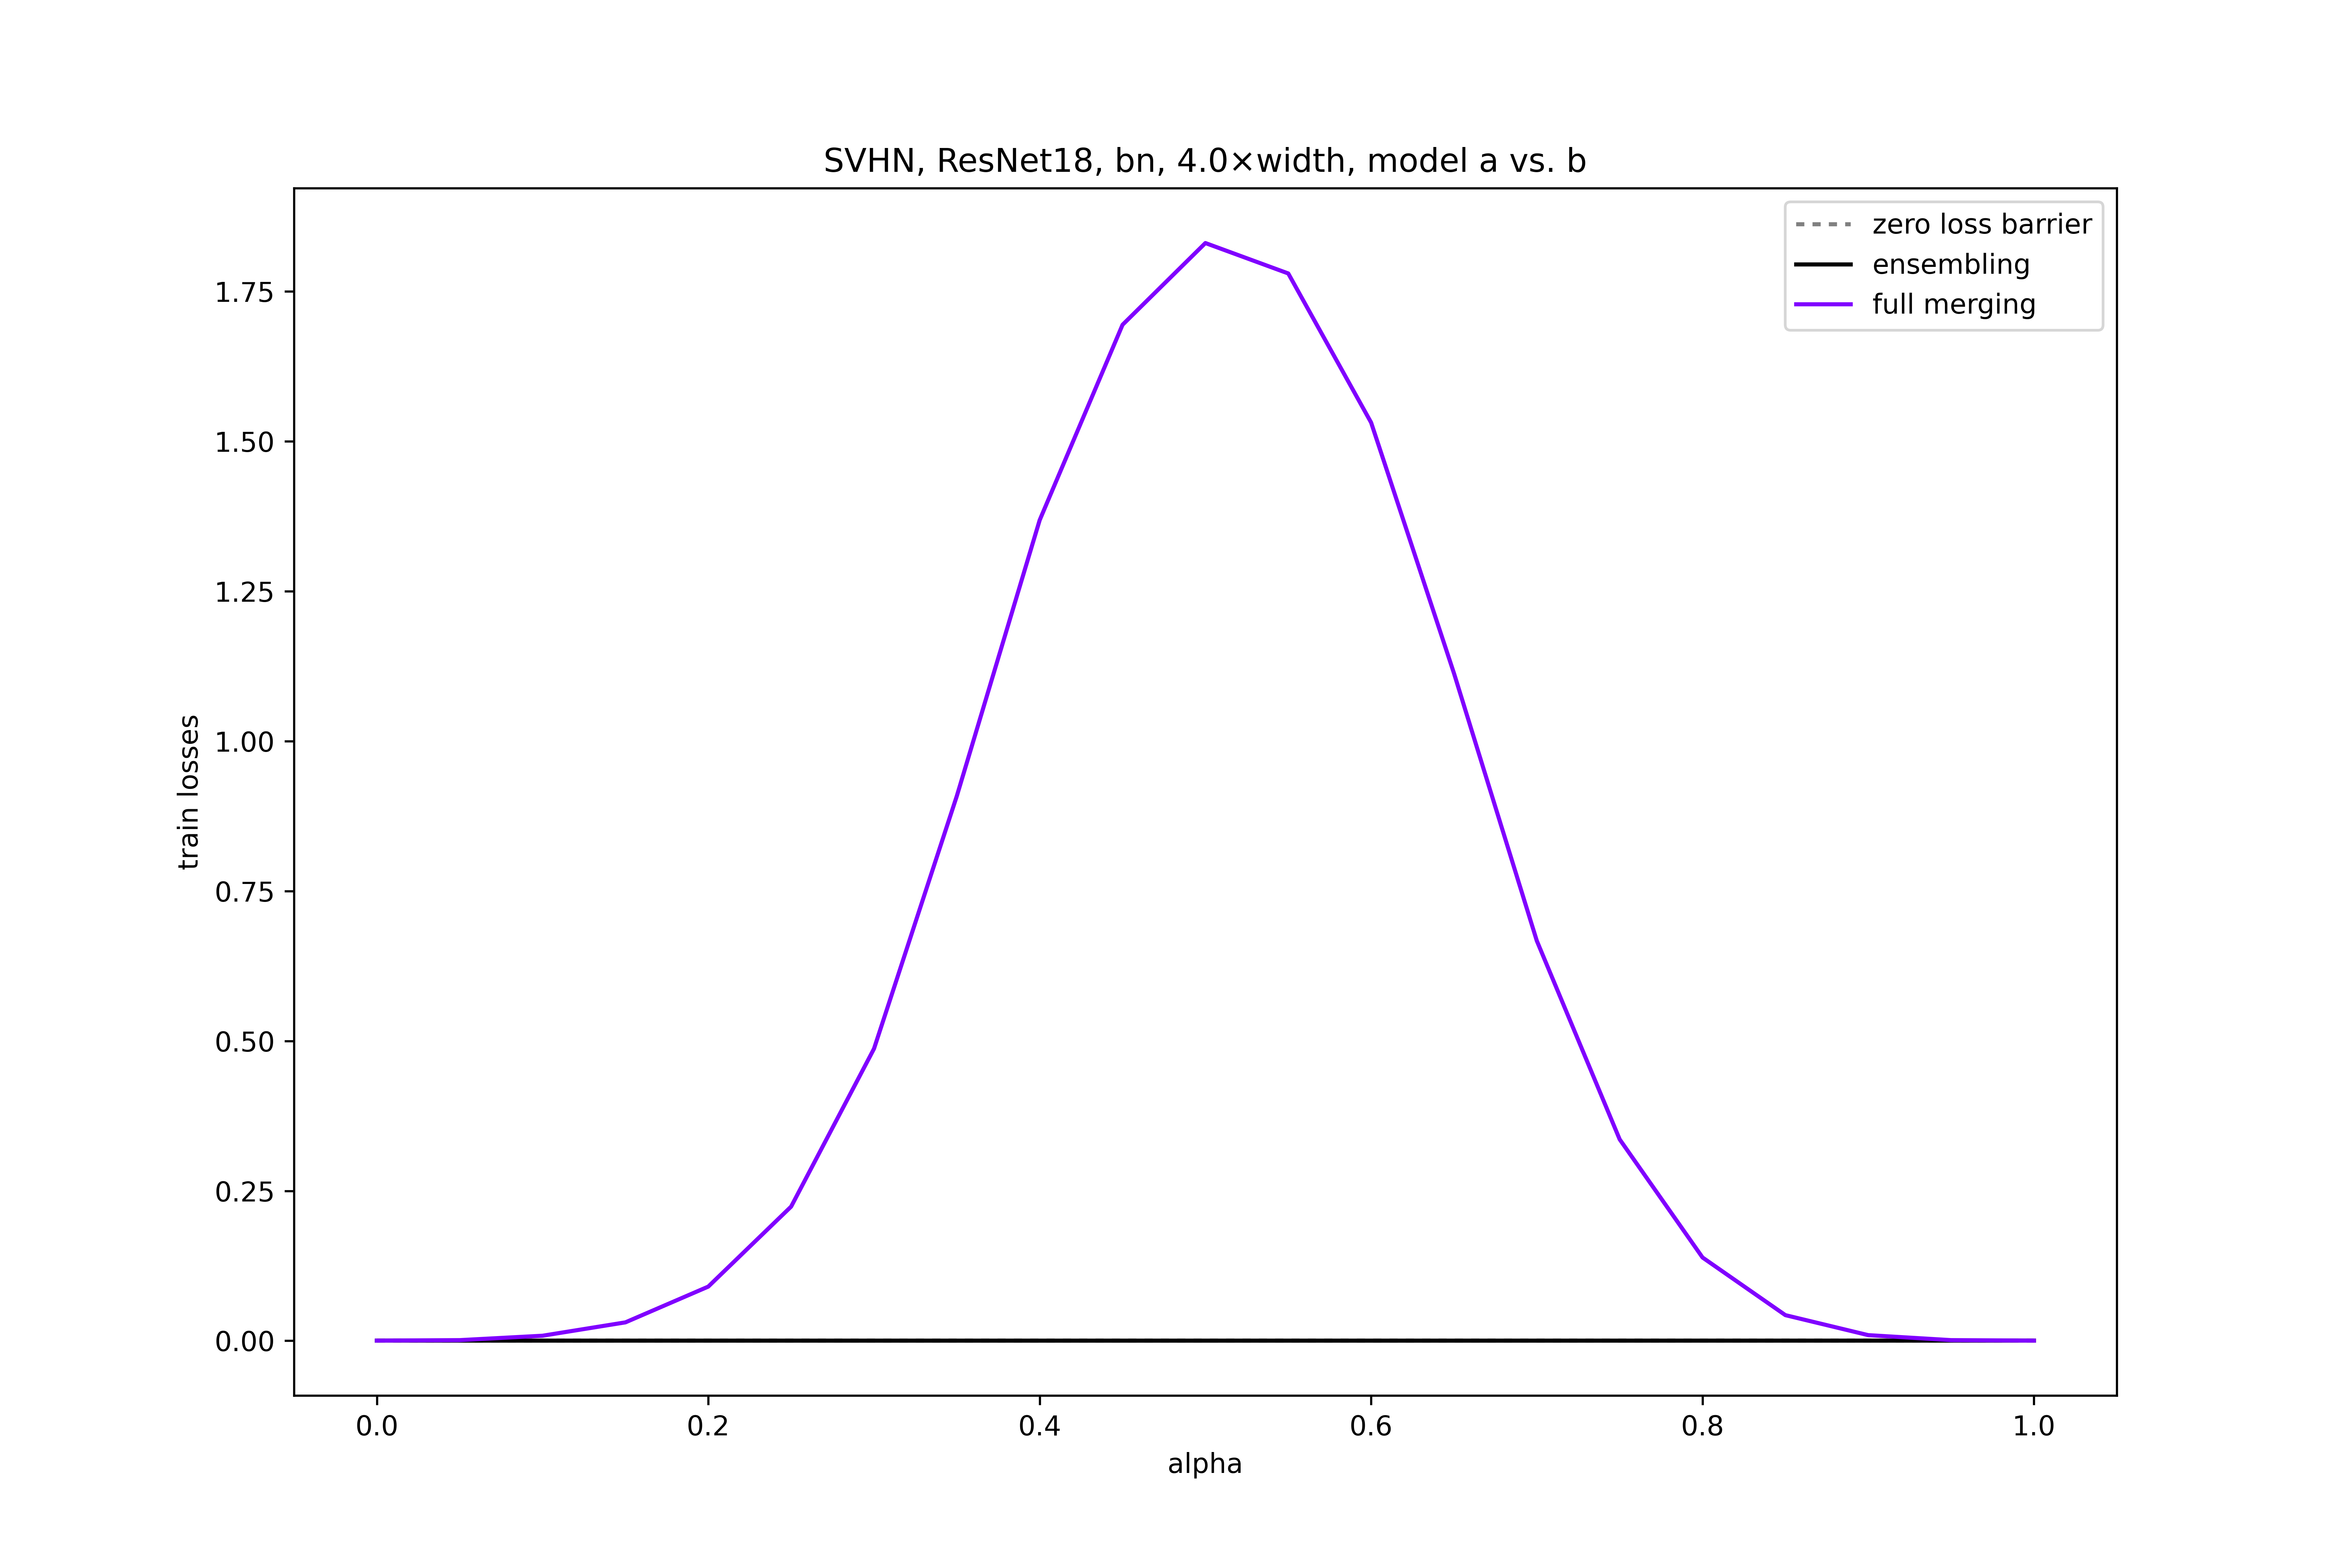 SVHN, ResNet18, bn, 4.0×width, model a vs. b
zero loss barrier
ensembling
full merging
train losses
1.75
1.50
1.25
1.00
0.75
0.50
0.25
0.00
0.0 0.2 0.4 0.6 0.8 1.0
alpha